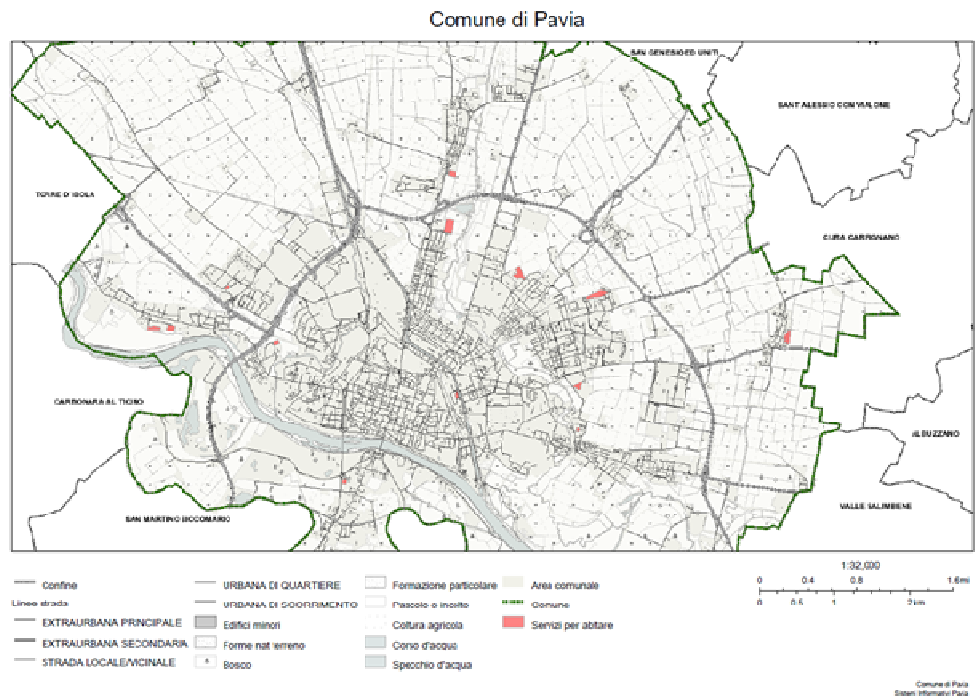 Comune di Pavia
SAN GENESIO ED UNITI
SANT ALESSIO CON VIALONE
TORRE D ISOLA
CURA CARPIGNANO
CARBONARA AL TICINO
ALBUZZANO
SAN MARTINO SICCOMARIO
VALLE SALIMBENE
1:32,000
0 0.4 0.8 1.6 mi
0 0.5 1 2 km
Confine
Linee strada
EXTRAURBANA PRINCIPALE
EXTRAURBANA SECONDARIA
STRADA LOCALE/VICINALE
URBANA DI QUARTIERE
URBANA DI SCORRIMENTO
Edifici minori
Forme nat terreno
Bosco
Formazione particolare
Pascolo o incolto
Coltura agricola
Corso d'acqua
Specchio d'acqua
Area comunale
Comune
Servizi per abitare
Comune di Pavia
Sistemi Informativi Pavia